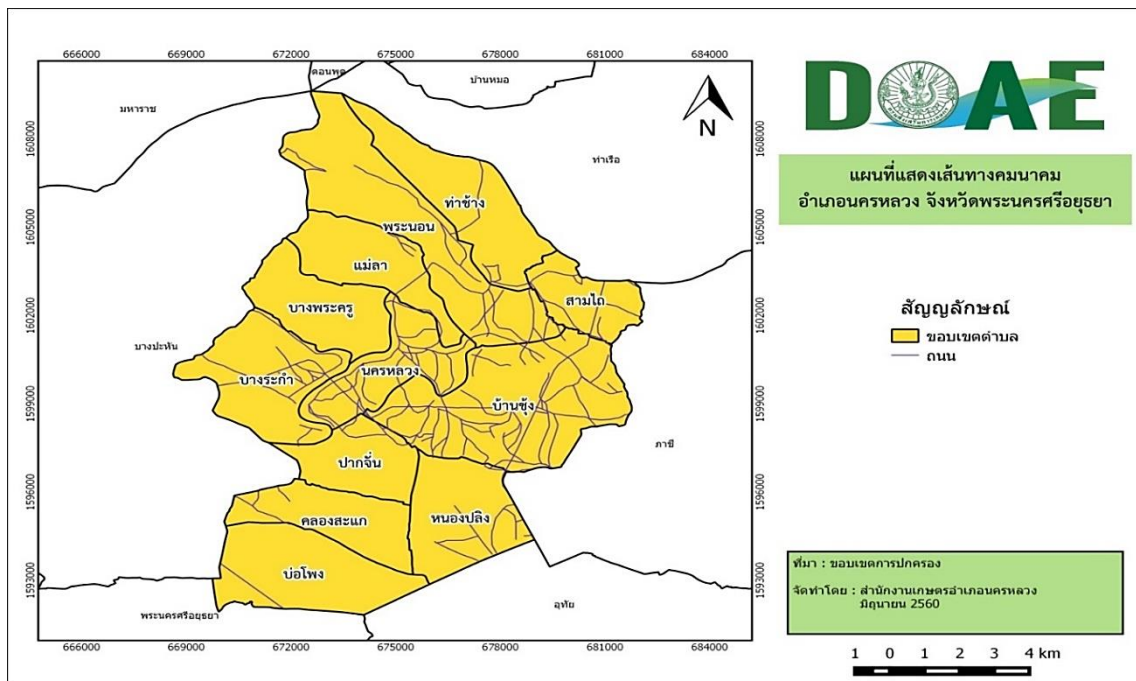 666000 669000 672000 675000 678000 681000 684000
ดอนพุด
บ้านหมอ
มหาราช
ท่าเรือ
N
1608000
1608000
ท่าช้าง
พระนอน
1605000
1605000
แม่ลา
สามไถ
บางพระครู
1602000
1602000
บางปะหัน
นครหลวง
บางระกำ
บ้านชุ้ง
1599000
1599000
ภาชี
ปากจั่น
1596000
1596000
คลองสะแก
หนองปลิง
บ่อโพง
1593000
1593000
พระนครศรีอยุธยา
อุทัย
666000 669000 672000 675000 678000 681000 684000
DOAE
แผนที่แสดงเส้นทางคมนาคม
อำเภอนครหลวง จังหวัดพระนครศรีอยุธยา
สัญญลักษณ์
ขอบเขตตำบล
ถนน
ที่มา : ขอบเขตการปกครอง
จัดทำโดย : สำนักงานเกษตรอำเภอนครหลวง
มิถุนายน 2560
1 0 1 2 3 4 km